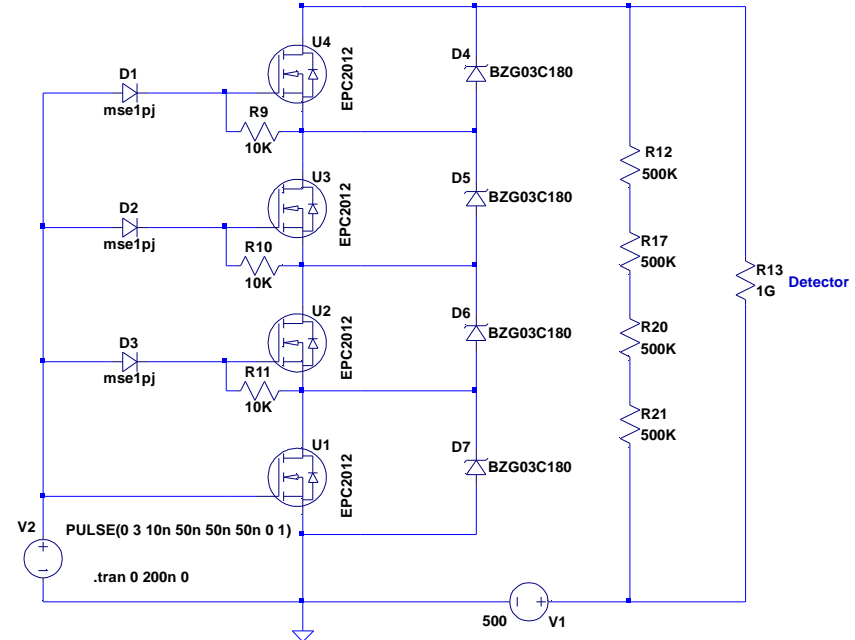 U4
EPC2012
D4
BZG03C180
D1
mse1pj
R9
10K
R12
500K
U3
EPC2012
D5
BZG03C180
D2
mse1pj
R10
10K
R17
500K
R13
1G
Detector
U2
EPC2012
D6
BZG03C180
D3
mse1pj
R11
10K
R20
500K
R21
500K
U1
EPC2012
D7
BZG03C180
V2
PULSE(0 3 10n 50n 50n 50n 0 1)
.tran 0 200n 0
500
V1